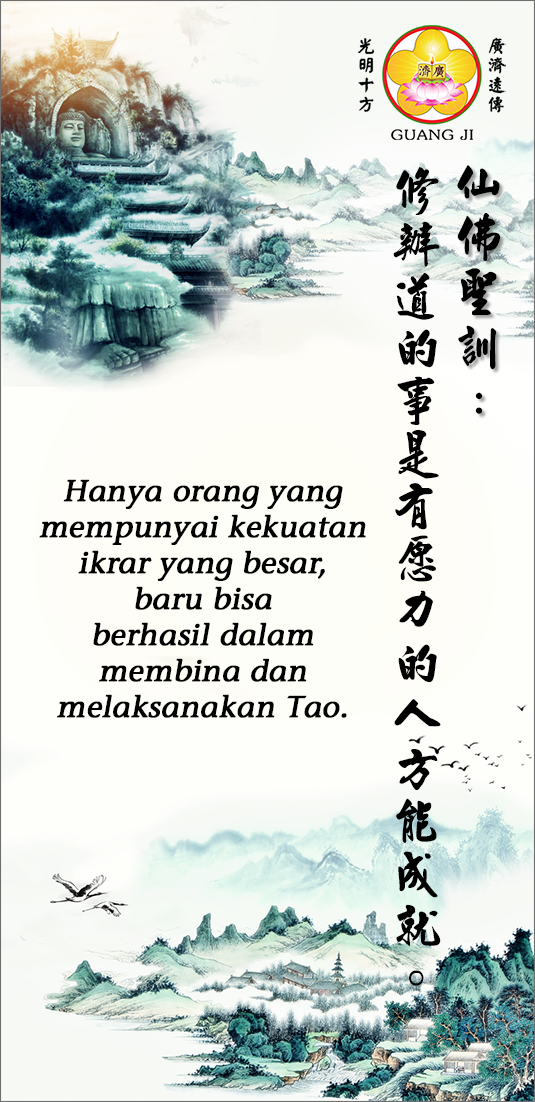 廣濟遠傳
光明十方
濟廣
GUANG JI
仙佛聖訓：
修辦道的事是有愿力的人方能成就。
Hanya orang yang
mempunyai kekuatan
ikrar yang besar,
baru bisa
berhasil dalam
membina dan
melaksanakan Tao.